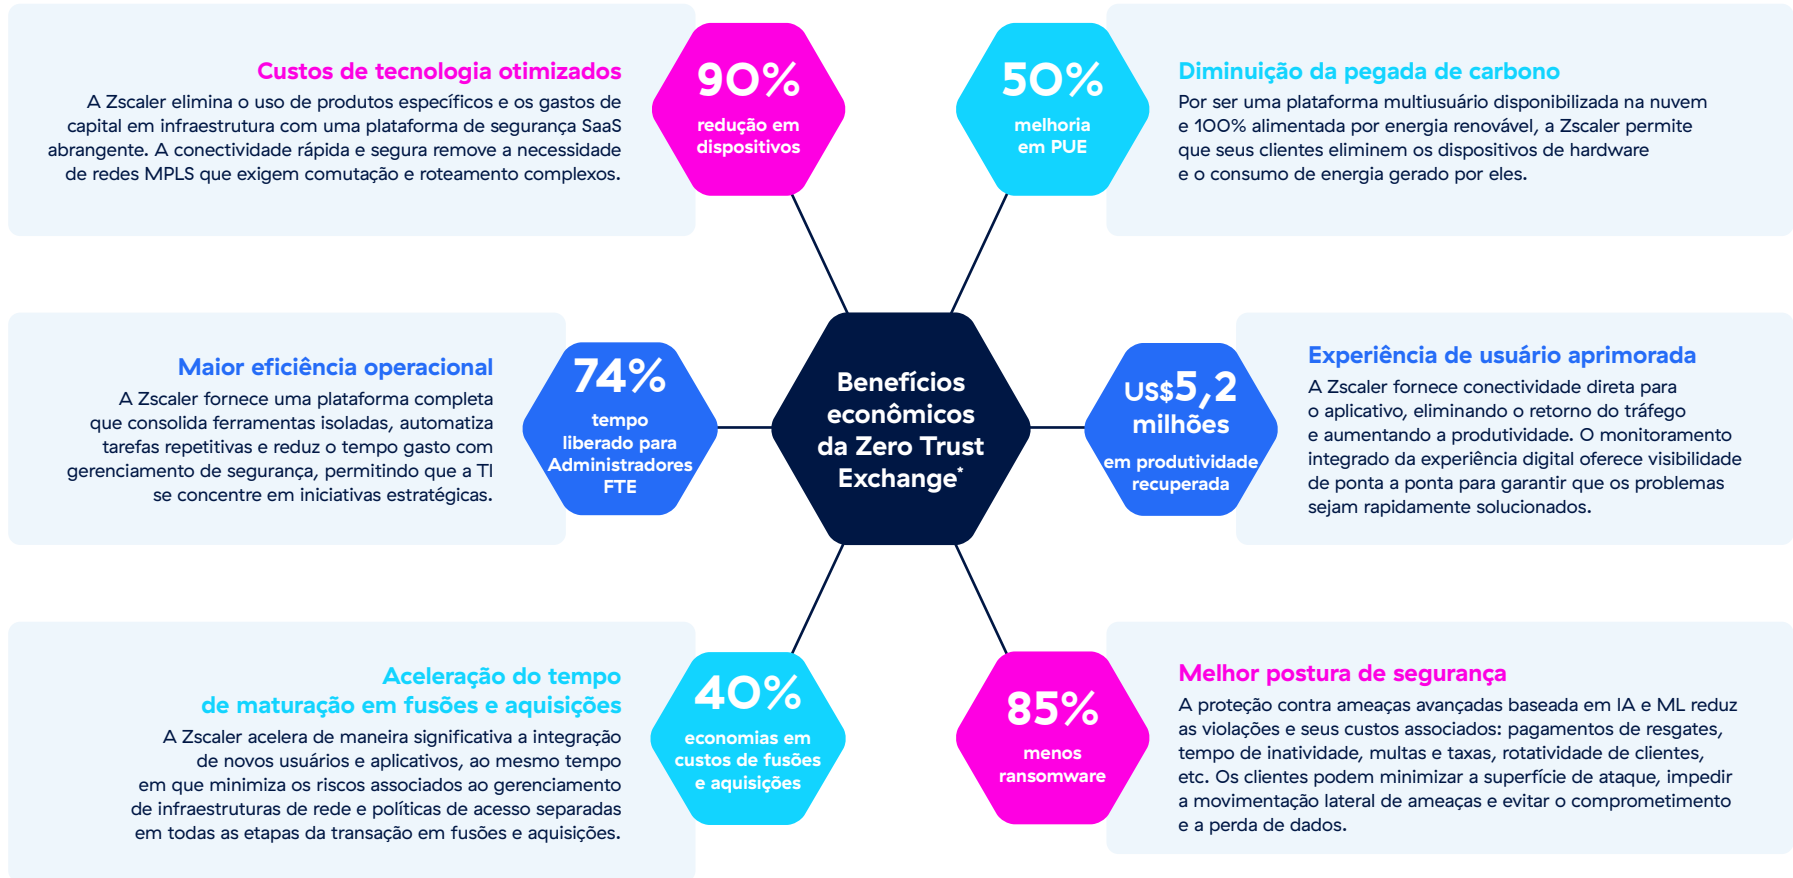 Custos de tecnologia otimizados
A Zscaler elimina o uso de produtos específicos e os gastos de
capital em infraestrutura com uma plataforma de segurança SaaS
abrangente. A conectividade rápida e segura remove a necessidade
de redes MPLS que exigem comutação e roteamento complexos.
90%
redução em
dispositivos
50%
melhoria
em PUE
Diminuição da pegada de carbono
Por ser uma plataforma multiusuário disponibilizada na nuvem
e 100% alimentada por energia renovável, a Zscaler permite
que seus clientes eliminem os dispositivos de hardware
e o consumo de energia gerado por eles.
Maior eficiência operacional
A Zscaler fornece uma plataforma completa
que consolida ferramentas isoladas, automatiza
tarefas repetitivas e reduz o tempo gasto com
gerenciamento de segurança, permitindo que a TI
se concentre em iniciativas estratégicas.
74%
tempo
liberado para
Administradores
FTE
Benefícios
econômicos
da Zero Trust
Exchange*
US$5,2
milhões
em produtividade
recuperada
Experiência de usuário aprimorada
A Zscaler fornece conectividade direta para
o aplicativo, eliminando o retorno do tráfego
e aumentando a produtividade. O monitoramento
integrado da experiência digital oferece visibilidade
de ponta a ponta para garantir que os problemas
sejam rapidamente solucionados.
Aceleração do tempo
de maturação em fusões e aquisições
A Zscaler acelera de maneira significativa a integração
de novos usuários e aplicativos, ao mesmo tempo
em que minimiza os riscos associados ao gerenciamento
de infraestruturas de rede e políticas de acesso separadas
em todas as etapas da transação em fusões e aquisições.
40%
economias em
custos de fusões
e aquisições
85%
menos
ransomware
Melhor postura de segurança
A proteção contra ameaças avançadas baseada em IA e ML reduz
as violações e seus custos associados: pagamentos de resgates,
tempo de inatividade, multas e taxas, rotatividade de clientes,
etc. Os clientes podem minimizar a superfície de ataque, impedir
a movimentação lateral de ameaças e evitar o comprometimento
e a perda de dados.